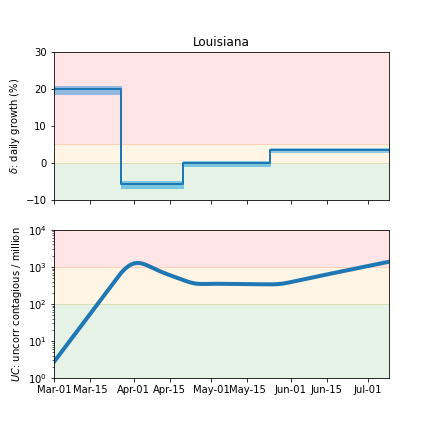 Louisiana
δ: daily growth (%)
30
20
10
0
−10
UC: uncorr contagious / million
10⁴
10³
10²
10¹
10⁰
Mar-01 Mar-15 Apr-01 Apr-15 May-01 May-15 Jun-01 Jun-15 Jul-01